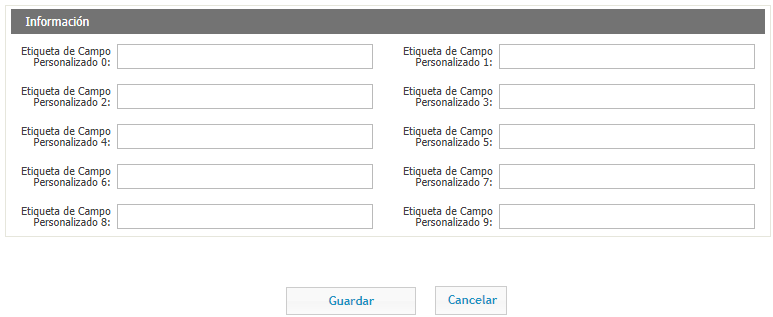 Información
Etiqueta de Campo
Personalizado 0:
Etiqueta de Campo
Personalizado 1:
Etiqueta de Campo
Personalizado 2:
Etiqueta de Campo
Personalizado 3:
Etiqueta de Campo
Personalizado 4:
Etiqueta de Campo
Personalizado 5:
Etiqueta de Campo
Personalizado 6:
Etiqueta de Campo
Personalizado 7:
Etiqueta de Campo
Personalizado 8:
Etiqueta de Campo
Personalizado 9:
Guardar
Cancelar